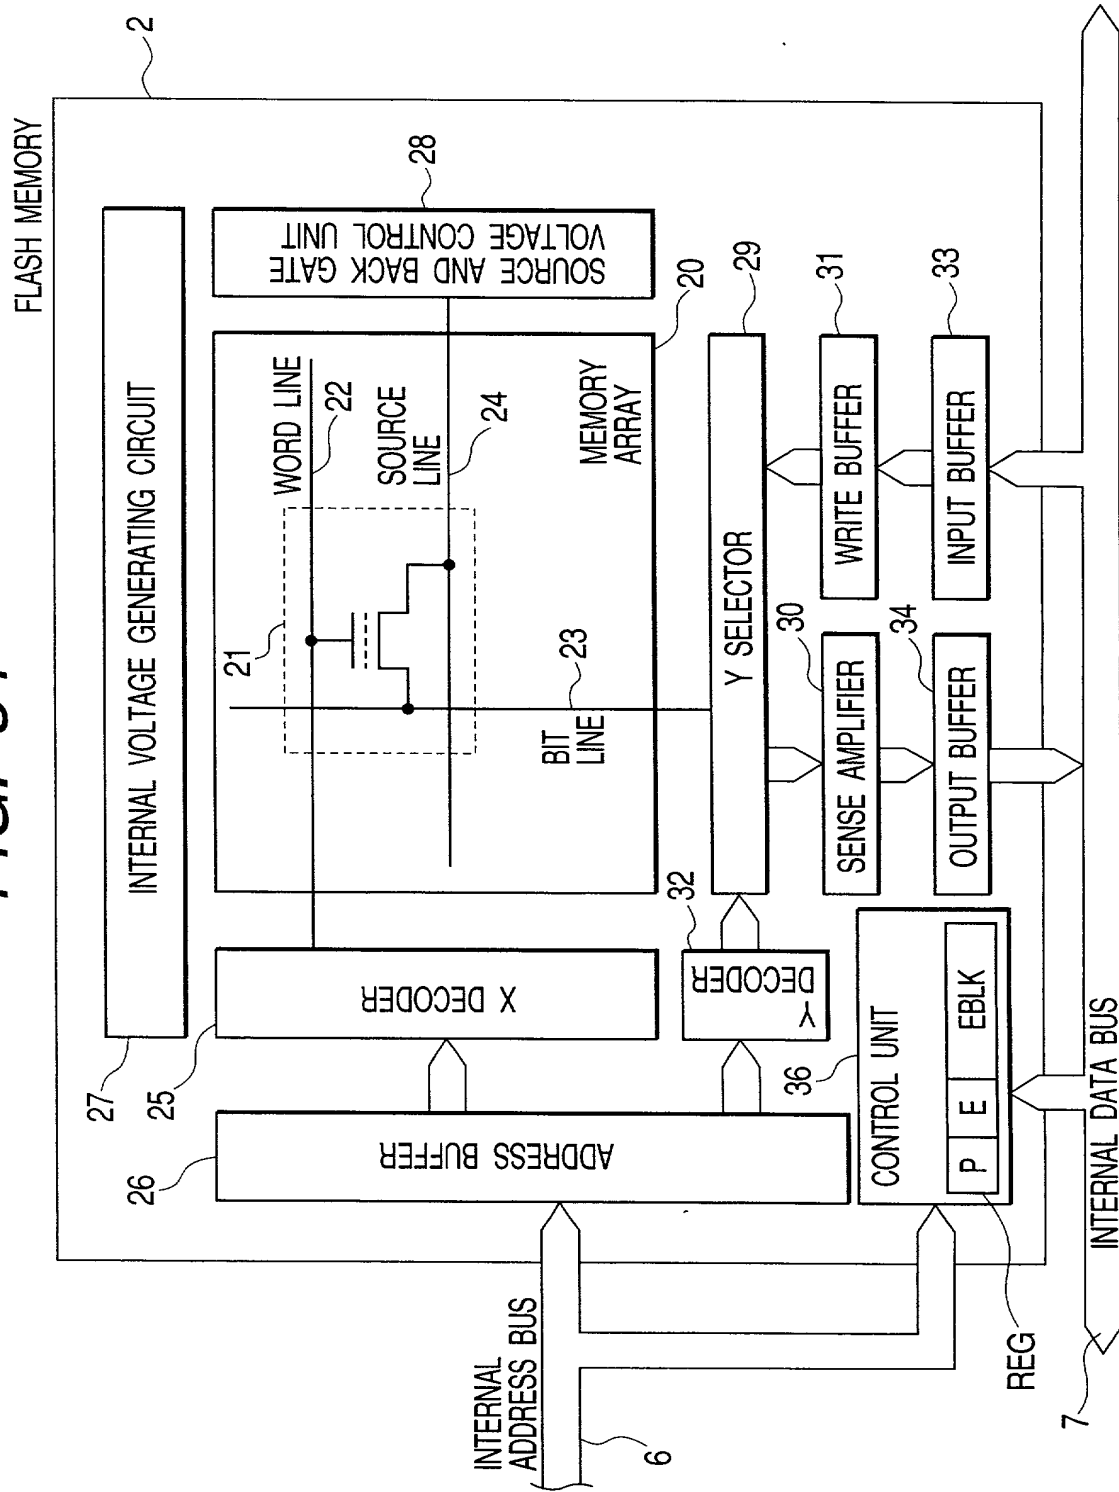 FLASH MEMORY
2
INTERNAL VOLTAGE GENERATING CIRCUIT
27
25
X DECODER
26
ADDRESS BUFFER
21
WORD LINE
22
SOURCE
LINE
24
BIT
LINE
23
MEMORY
ARRAY
20
SOURCE AND BACK GATE
VOLTAGE CONTROL UNIT
28
32
Y
DECODER
Y SELECTOR
29
30
SENSE AMPLIFIER
31
WRITE BUFFER
34
OUTPUT BUFFER
33
INPUT BUFFER
36
CONTROL UNIT
P
E
EBLK
REG
INTERNAL
ADDRESS BUS
6
7
INTERNAL DATA BUS